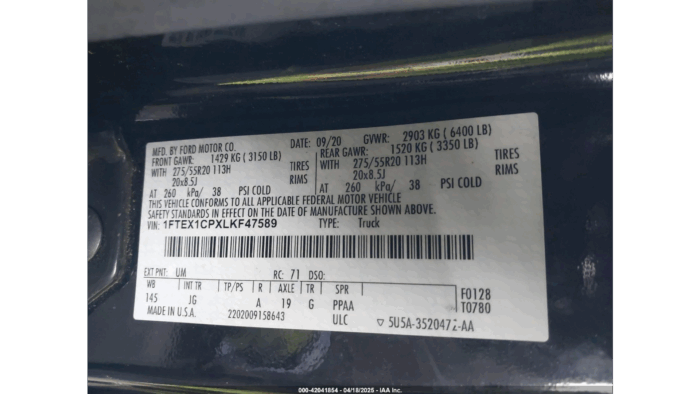 MFD. BY FORD MOTOR CO. DATE: 09/20 GVWR: 2903 KG ( 6400 LB)
FRONT GAWR: 1429 KG ( 3150 LB) REAR GAWR: 1520 KG ( 3350 LB)
WITH 275/55R20 113H TIRES WITH 275/55R20 113H TIRES
20x8.5J RIMS 20x8.5J RIMS
AT 260 kPa/ 38 PSI COLD AT 260 kPa/ 38 PSI COLD
THIS VEHICLE CONFORMS TO ALL APPLICABLE FEDERAL MOTOR VEHICLE
SAFETY STANDARDS IN EFFECT ON THE DATE OF MANUFACTURE SHOWN ABOVE.
VIN: 1FTEX1CPXLKF47589 TYPE: Truck
EXT PNT: UM RC: 71 DSO:
WB INT TR TP/PS R AXLE TR SPR F0128
145 JG A 19 G PPAA T0780
MADE IN U.S.A. 2202009158643 ULC ▽ 5U5A-3520472-AA
000-42041854 - 04/18/2025 - IAA Inc.